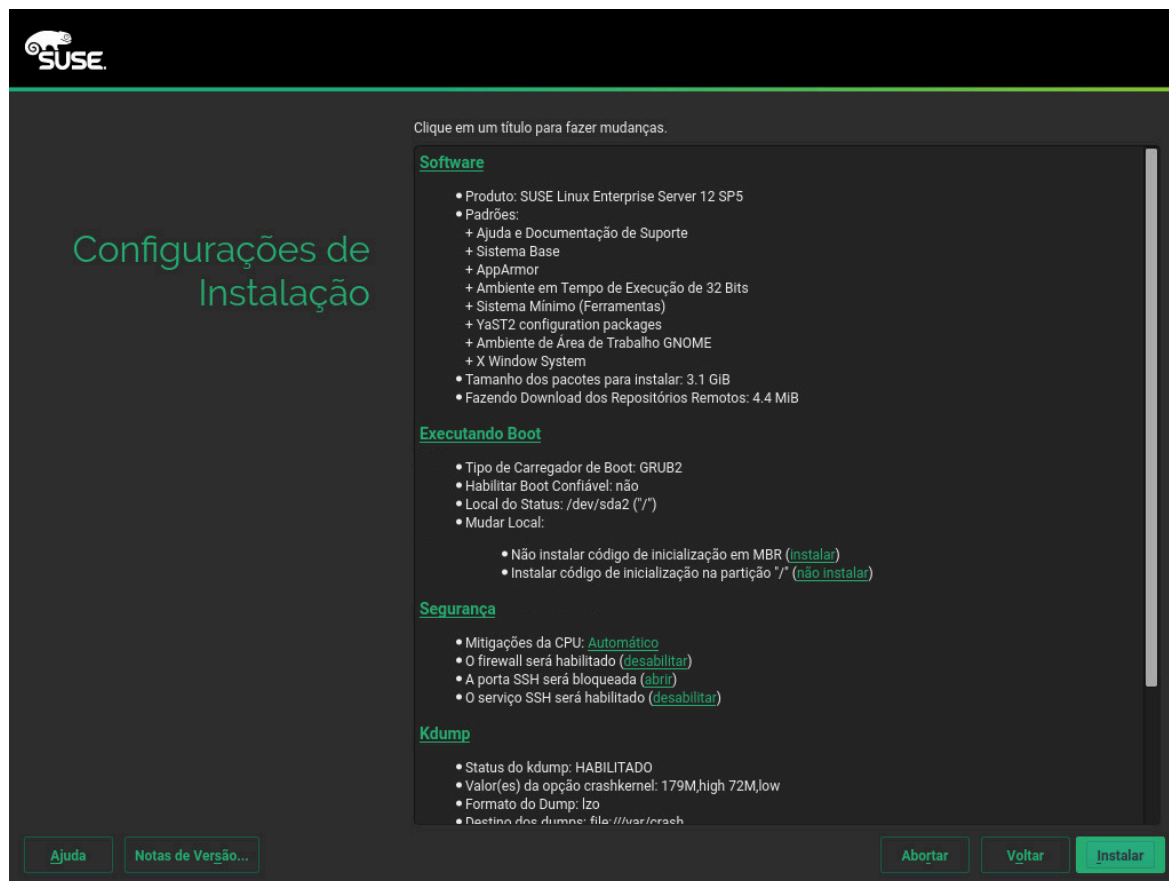 SUSE.
Clique em um título para fazer mudanças.
Configurações de
Instalação
Software
• Produto: SUSE Linux Enterprise Server 12 SP5
• Padrões:
+ Ajuda e Documentação de Suporte
+ Sistema Base
+ AppArmor
+ Ambiente em Tempo de Execução de 32 Bits
+ Sistema Mínimo (Ferramentas)
+ YaST2 configuration packages
+ Ambiente de Área de Trabalho GNOME
+ X Window System
• Tamanho dos pacotes para instalar: 3.1 GiB
• Fazendo Download dos Repositórios Remotos: 4.4 MiB
Executando Boot
• Tipo de Carregador de Boot: GRUB2
• Habilitar Boot Confiável: não
• Local do Status: /dev/sda2 ("/")
• Mudar Local:
• Não instalar código de inicialização em MBR (instalar)
• Instalar código de inicialização na partição "/" (não instalar)
Segurança
• Mitigações da CPU: Automático
• O firewall será habilitado (desabilitar)
• A porta SSH será bloqueada (abrir)
• O serviço SSH será habilitado (desabilitar)
Kdump
• Status do kdump: HABILITADO
• Valor(es) da opção crashkernel: 179M,high 72M,low
• Formato do Dump: lzo
• Destino dos dumps: file:///var/crash
Ajuda
Notas de Versão...
Abortar
Voltar
Instalar